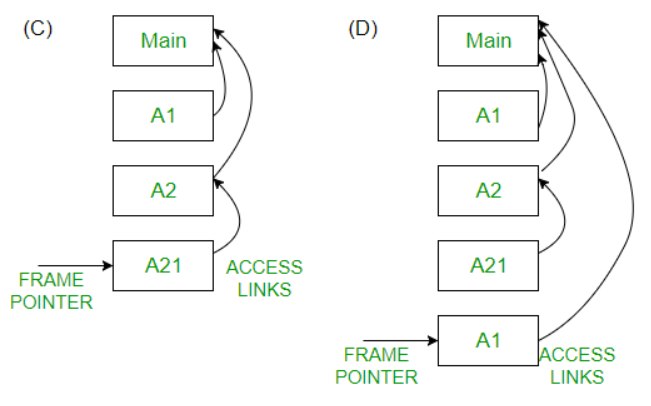 (C)
Main
A1
A2
A21
FRAME
POINTER
ACCESS
LINKS
(D)
Main
A1
A2
A21
A1
FRAME
POINTER
ACCESS
LINKS